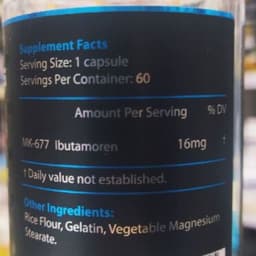 Supplement Facts
Serving Size: 1 capsule
Servings Per Container: 60
Amount Per Serving % DV
MK-677 Ibutamoren 16mg †
† Daily value not established.
Other Ingredients:
Rice Flour, Gelatin, Vegetable Magnesium
Stearate.